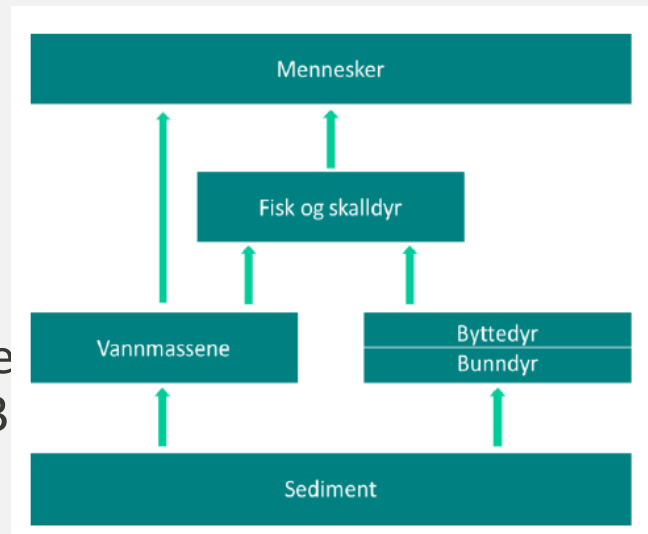 Mennesker
Fisk og skalldyr
Vannmassene
Byttedyr
Bunndyr
Sediment